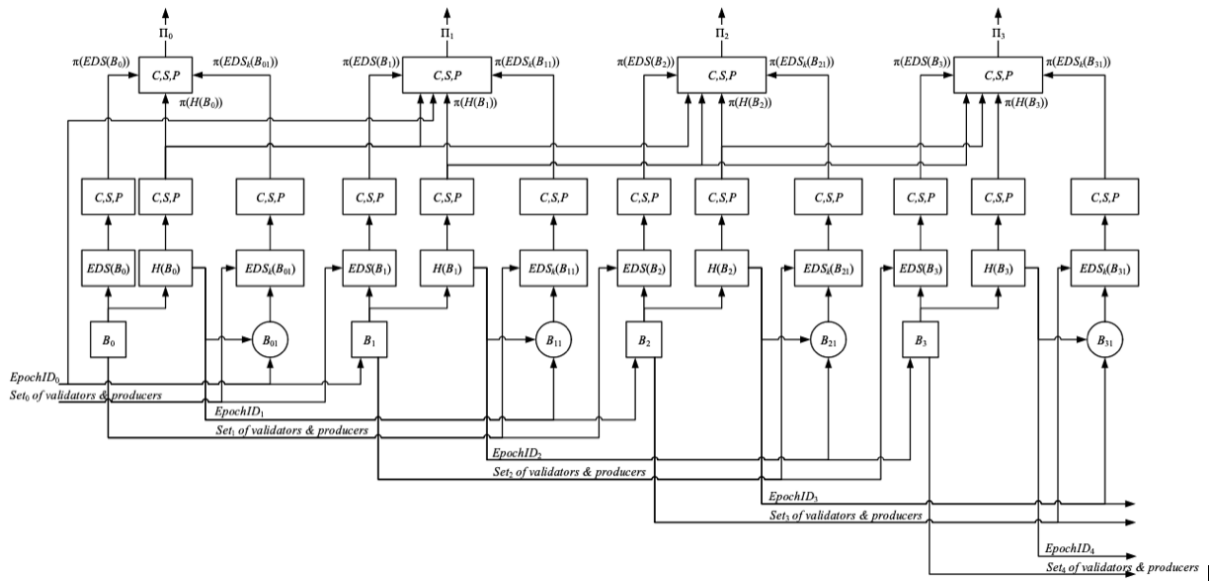 Π₀ Π₁ Π₂ Π₃
π(EDS(B₀)) π(EDSₖ(B₀₁)) π(EDS(B₁)) π(EDSₖ(B₁₁)) π(EDS(B₂)) π(EDSₖ(B₂₁)) π(EDS(B₃)) π(EDSₖ(B₃₁))
C,S,P C,S,P C,S,P C,S,P
π(H(B₀)) π(H(B₁)) π(H(B₂)) π(H(B₃))
C,S,P C,S,P C,S,P C,S,P C,S,P C,S,P C,S,P C,S,P C,S,P C,S,P C,S,P C,S,P
EDS(B₀) H(B₀) EDSₖ(B₀₁) EDS(B₁) H(B₁) EDSₖ(B₁₁) EDS(B₂) H(B₂) EDSₖ(B₂₁) EDS(B₃) H(B₃) EDSₖ(B₃₁)
B₀ B₀₁ B₁ B₁₁ B₂ B₂₁ B₃ B₃₁
EpochID₀
Set₀ of validators & producers
EpochID₁
Set₁ of validators & producers
EpochID₂
Set₂ of validators & producers
EpochID₃
Set₃ of validators & producers
EpochID₄
Set₄ of validators & producers